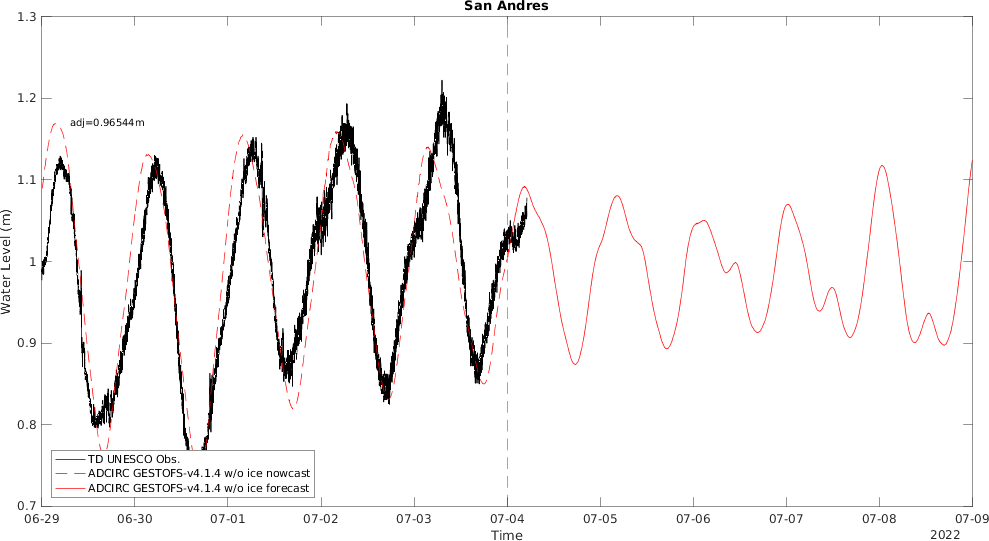 San Andres
1.3
1.2
adj=0.96544m
1.1
1
0.9
0.8
0.7
Water Level (m)
TD UNESCO Obs.
ADCIRC GESTOFS-v4.1.4 w/o ice nowcast
ADCIRC GESTOFS-v4.1.4 w/o ice forecast
06-29 06-30 07-01 07-02 07-03 07-04 07-05 07-06 07-07 07-08 07-09
Time
2022